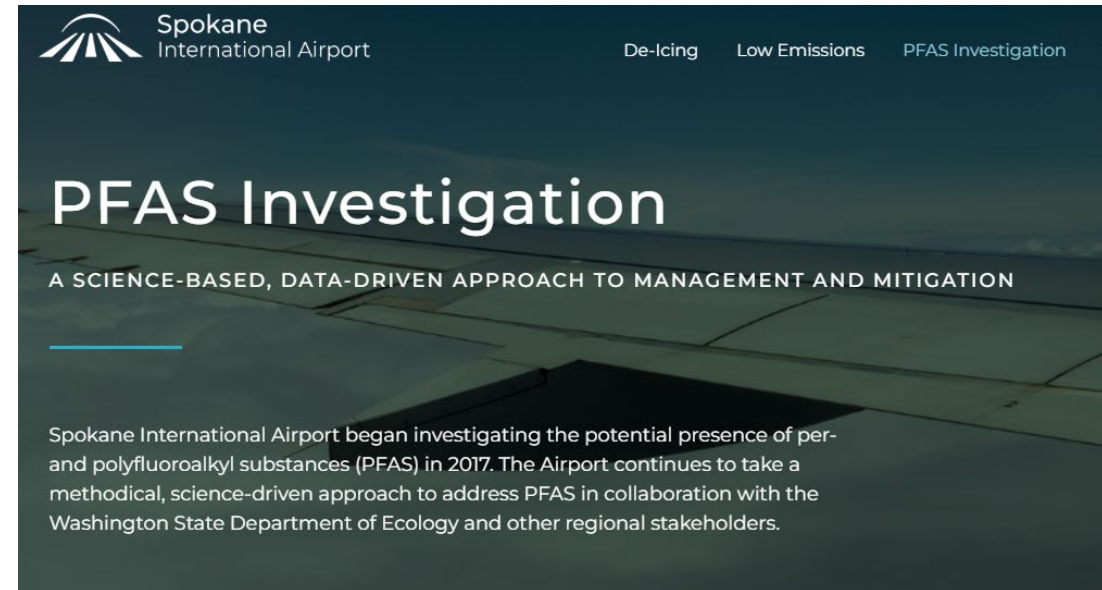 Spokane
International Airport
De-Icing Low Emissions PFAS Investigation
PFAS Investigation
A SCIENCE-BASED, DATA-DRIVEN APPROACH TO MANAGEMENT AND MITIGATION
Spokane International Airport began investigating the potential presence of per-
and polyfluoroalkyl substances (PFAS) in 2017. The Airport continues to take a
methodical, science-driven approach to address PFAS in collaboration with the
Washington State Department of Ecology and other regional stakeholders.